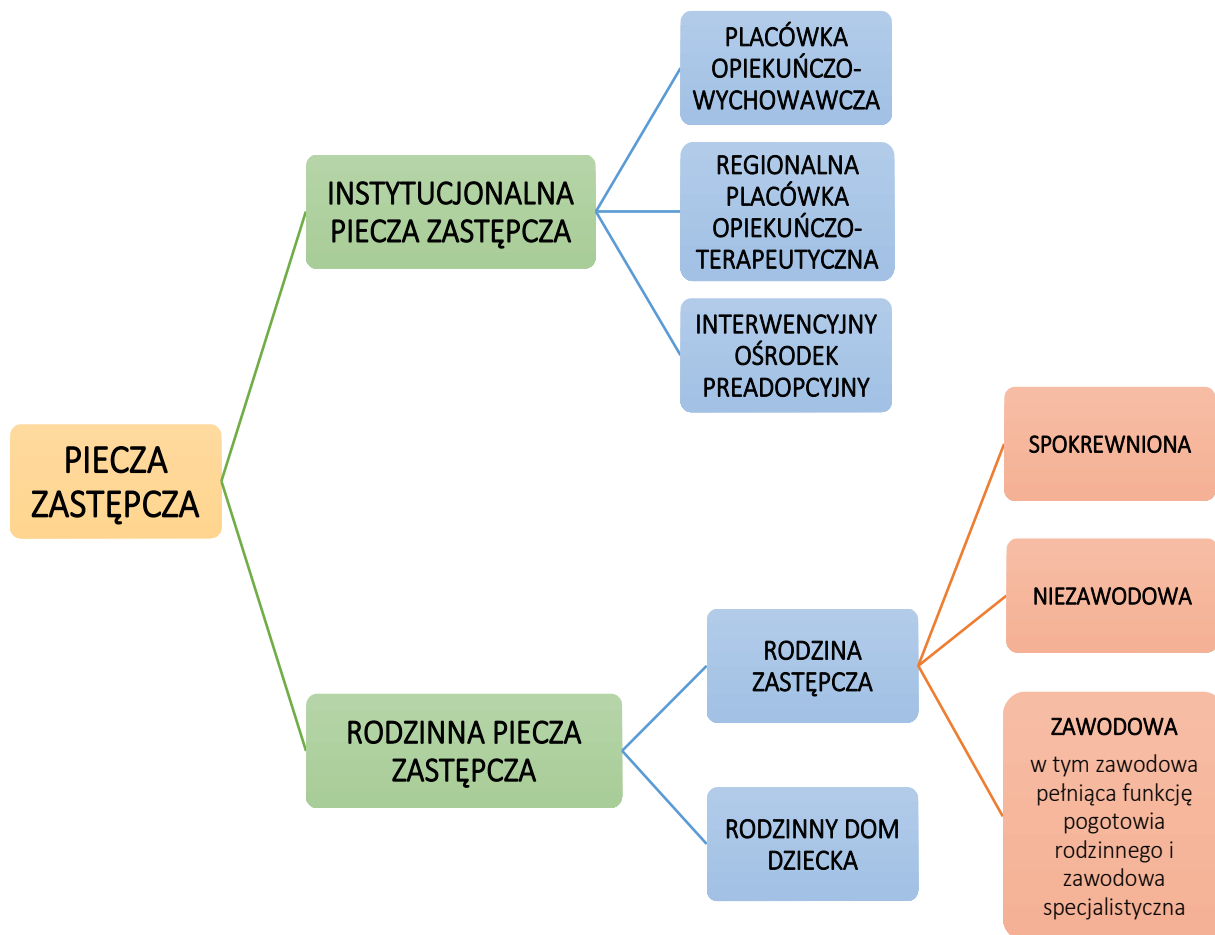 PIECZA
ZASTĘPCZA
INSTYTUCJONALNA
PIECZA ZASTĘPCZA
PLACÓWKA
OPIEKUŃCZO-
WYCHOWAWCZA
REGIONALNA
PLACÓWKA
OPIEKUŃCZO-
TERAPEUTYCZNA
INTERWENCYJNY
OŚRODEK
PREADOPCYJNY
RODZINNA PIECZA
ZASTĘPCZA
RODZINA
ZASTĘPCZA
SPOKREWNIONA
NIEZAWODOWA
ZAWODOWA
w tym zawodowa
pełniąca funkcję
pogotowia
rodzinnego i
zawodowa
specjalistyczna
RODZINNY DOM
DZIECKA